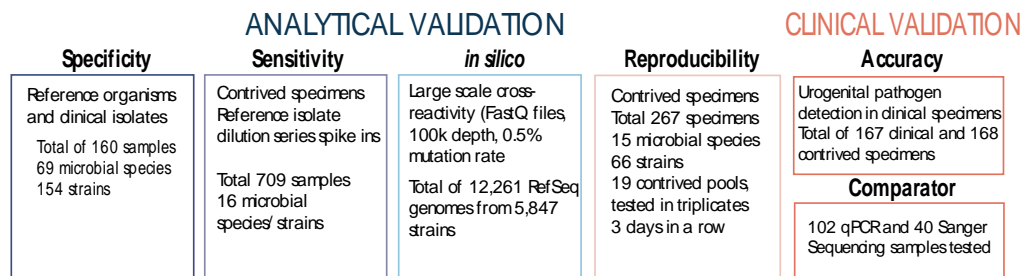 ANALYTICAL VALIDATION
CLINICAL VALIDATION
Specificity
Reference organisms
and clinical isolates
Total of 160 samples
69 microbial species
154 strains
Sensitivity
Contrived specimens
Reference isolate
dilution series spike ins
Total 709 samples
16 microbial
species/ strains
in silico
Large scale cross-
reactivity (FastQ files,
100k depth, 0.5%
mutation rate
Total of 12,261 RefSeq
genomes from 5,847
strains
Reproducibility
Contrived specimens
Total 267 specimens
15 microbial species
66 strains
19 contrived pools,
tested in triplicates
3 days in a row
Accuracy
Urogenital pathogen
detection in clinical specimens
Total of 167 clinical and 168
contrived specimens
Comparator
102 qPCR and 40 Sanger
Sequencing samples tested